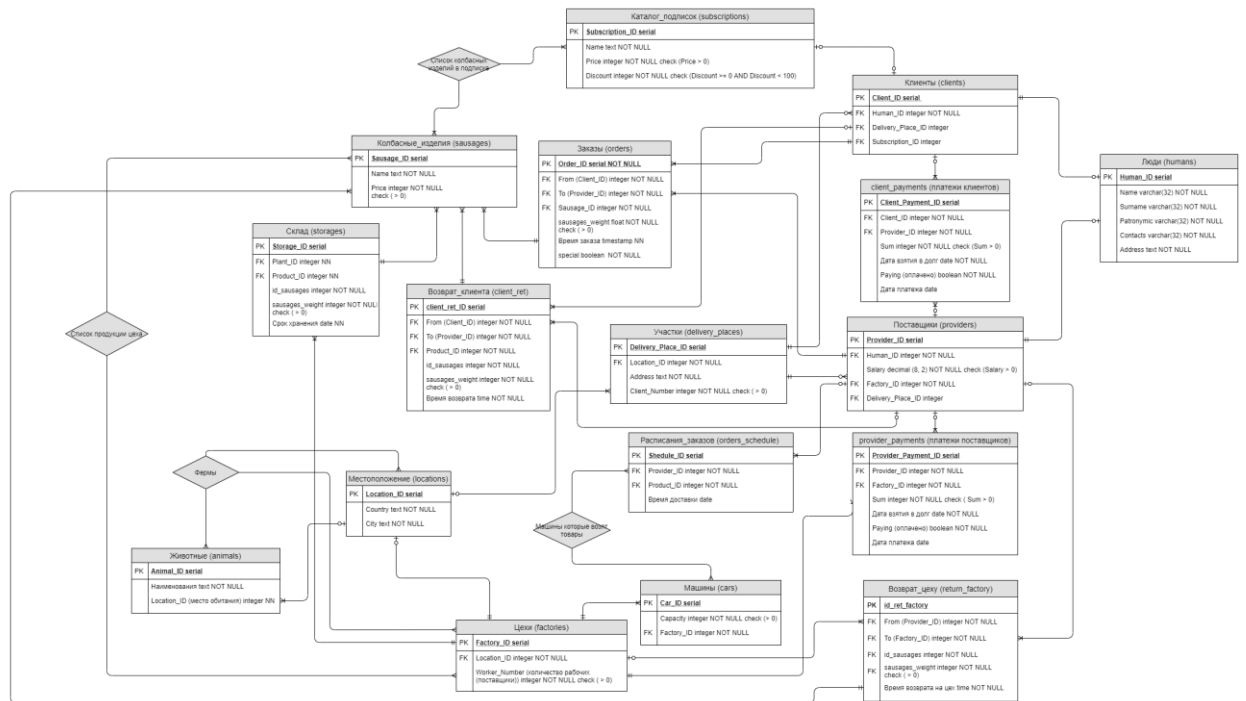 Каталог_подписок (subscriptions)
PK Subscription_ID serial
Name text NOT NULL
Price integer NOT NULL check (Price > 0)
Discount integer NOT NULL check (Discount >= 0 AND Discount < 100)
Список колбасных
изделий в подписке
Клиенты (clients)
PK Client_ID serial
FK Human_ID integer NOT NULL
FK Delivery_Place_ID integer
FK Subscription_ID integer
Колбасные_изделия (sausages)
PK Sausage_ID serial
Name text NOT NULL
Price integer NOT NULL
check ( > 0)
Заказы (orders)
PK Order_ID serial NOT NULL
FK From (Client_ID) integer NOT NULL
FK To (Provider_ID) integer NOT NULL
FK Sausage_ID integer NOT NULL
sausages_weight float NOT NULL
check ( > 0)
Время заказа timestamp NN
special boolean NOT NULL
Люди (humans)
PK Human_ID serial
Name varchar(32) NOT NULL
Surname varchar(32) NOT NULL
Patronymic varchar(32) NOT NULL
Contacts varchar(32) NOT NULL
Address text NOT NULL
client_payments (платежи клиентов)
PK Client_Payment_ID serial
FK Client_ID integer NOT NULL
FK Provider_ID integer NOT NULL
Sum integer NOT NULL check (Sum > 0)
Дата взятия в долг date NOT NULL
Paying (оплачено) boolean NOT NULL
Дата платежа date
Склад (storages)
PK Storage_ID serial
FK Plant_ID integer NN
FK Product_ID integer NN
id_sausages integer NOT NULL
sausages_weight integer NOT NULL
check ( > 0)
Срок хранения date NN
Возврат_клиента (client_ret)
PK client_ret_ID serial
FK From (Client_ID) integer NOT NULL
FK To (Provider_ID) integer NOT NULL
FK Product_ID integer NOT NULL
id_sausages integer NOT NULL
sausages_weight integer NOT NULL
check ( > 0)
Время возврата time NOT NULL
Список продукции цеха
Участки (delivery_places)
PK Delivery_Place_ID serial
FK Location_ID integer NOT NULL
Address text NOT NULL
Client_Number integer NOT NULL check ( > 0)
Поставщики (providers)
PK Provider_ID serial
FK Human_ID integer NOT NULL
Salary decimal (8, 2) NOT NULL check (Salary > 0)
FK Factory_ID integer NOT NULL
FK Delivery_Place_ID integer
Расписания_заказов (orders_schedule)
PK Shedule_ID serial
FK Provider_ID integer NOT NULL
FK Product_ID integer NOT NULL
Время доставки date
provider_payments (платежи поставщиков)
PK Provider_Payment_ID serial
FK Provider_ID integer NOT NULL
FK Factory_ID integer NOT NULL
Sum integer NOT NULL check ( Sum > 0)
Дата взятия в долг date NOT NULL
Paying (оплачено) boolean NOT NULL
Дата платежа date
Фермы
Местоположение (locations)
PK Location_ID serial
Country text NOT NULL
City text NOT NULL
Машины которые возят
товары
Животные (animals)
PK Animal_ID serial
Наименования text NOT NULL
Location_ID (место обитания) integer NN
Машины (cars)
PK Car_ID serial
Capacity integer NOT NULL check (> 0)
FK Factory_ID integer NOT NULL
Возврат_цеху (return_factory)
PK id_ret_factory
FK From (Provider_ID) integer NOT NULL
FK To (Factory_ID) integer NOT NULL
FK id_sausages integer NOT NULL
FK sausages_weight integer NOT NULL
check ( > 0)
Время возврата на цех time NOT NULL
Цехи (factories)
PK Factory_ID serial
FK Location_ID integer NOT NULL
Worker_Number (количество рабочих
(поставщики)) integer NOT NULL check ( > 0)